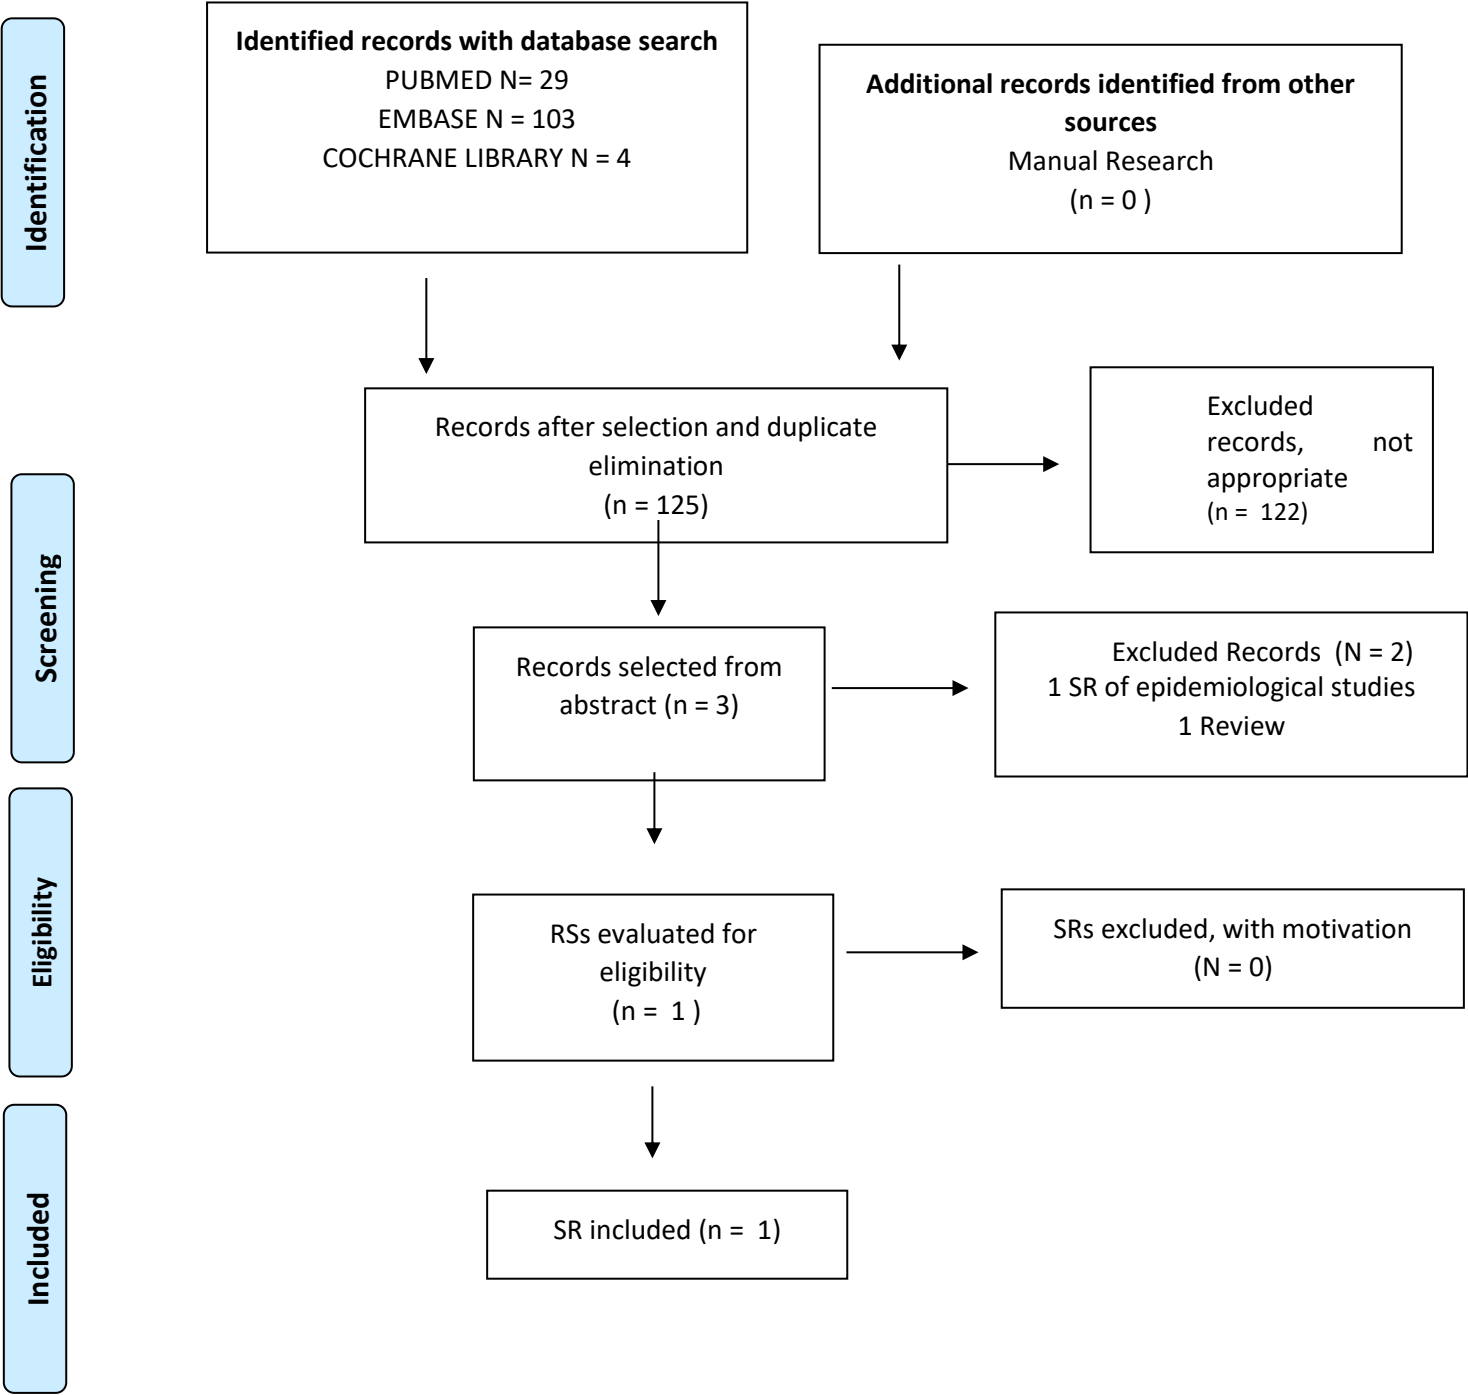 Identification
Identified records with database search
PUBMED N= 29
EMBASE N = 103
COCHRANE LIBRARY N = 4
Additional records identified from other
sources
Manual Research
(n = 0 )
Records after selection and duplicate
elimination
(n = 125)
Excluded
records, not
appropriate
(n = 122)
Screening
Records selected from
abstract (n = 3)
Excluded Records (N = 2)
1 SR of epidemiological studies
1 Review
Eligibility
RSs evaluated for
eligibility
(n = 1 )
SRs excluded, with motivation
(N = 0)
Included
SR included (n = 1)